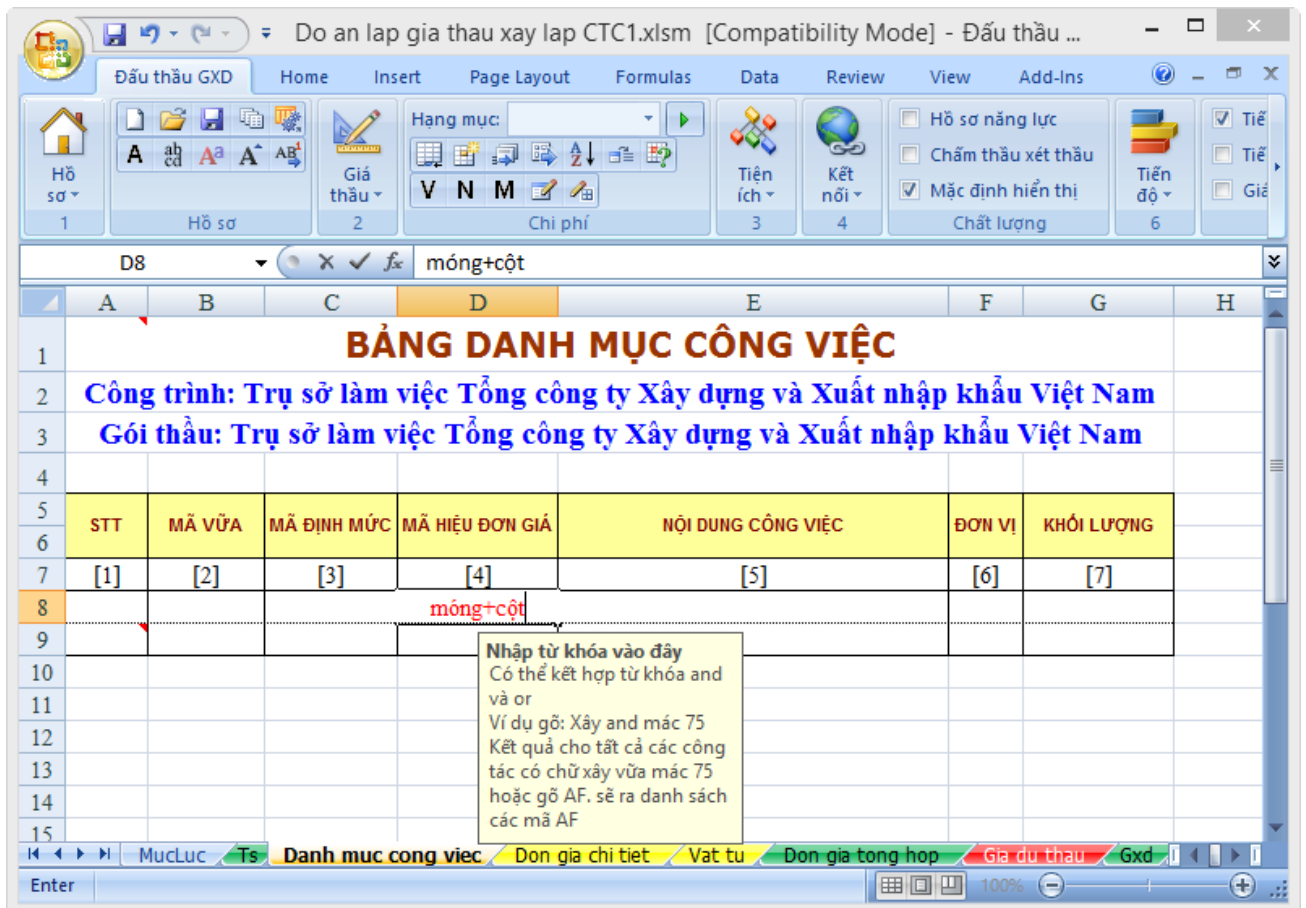 Do an lap gia thau xay lap CTC1.xlsm [Compatibility Mode] - Đấu thầu ...
Đấu thầu GXD Home Insert Page Layout Formulas Data Review View Add-Ins
Hồ sơ
1
A ab cd Aa A AB1
Hồ sơ
Giá thầu
2
Hạng mục:
V N M
Chi phí
Tiện ích
3
Kết nối
4
Hồ sơ năng lực
Chấm thầu xét thầu
Mặc định hiển thị
Chất lượng
Tiến độ
6
Tiế
Tiế
Giá
D8 fx móng+cột
A B C D E F G H
1 BẢNG DANH MỤC CÔNG VIỆC
2 Công trình: Trụ sở làm việc Tổng công ty Xây dựng và Xuất nhập khẩu Việt Nam
3 Gói thầu: Trụ sở làm việc Tổng công ty Xây dựng và Xuất nhập khẩu Việt Nam
4
5
STT MÃ VỮA MÃ ĐỊNH MỨC MÃ HIỆU ĐƠN GIÁ NỘI DUNG CÔNG VIỆC ĐƠN VỊ KHỐI LƯỢNG
6
7 [1] [2] [3] [4] [5] [6] [7]
8 móng+cột
9
Nhập từ khóa vào đây
Có thể kết hợp từ khóa and
và or
Ví dụ gõ: Xây and mác 75
Kết quả cho tất cả các công
tác có chữ xây vữa mác 75
hoặc gõ AF. sẽ ra danh sách
các mã AF
10
11
12
13
14
15
MucLuc Ts Danh muc cong viec Don gia chi tiet Vat tu Don gia tong hop Gia du thau Gxd
Enter 100%